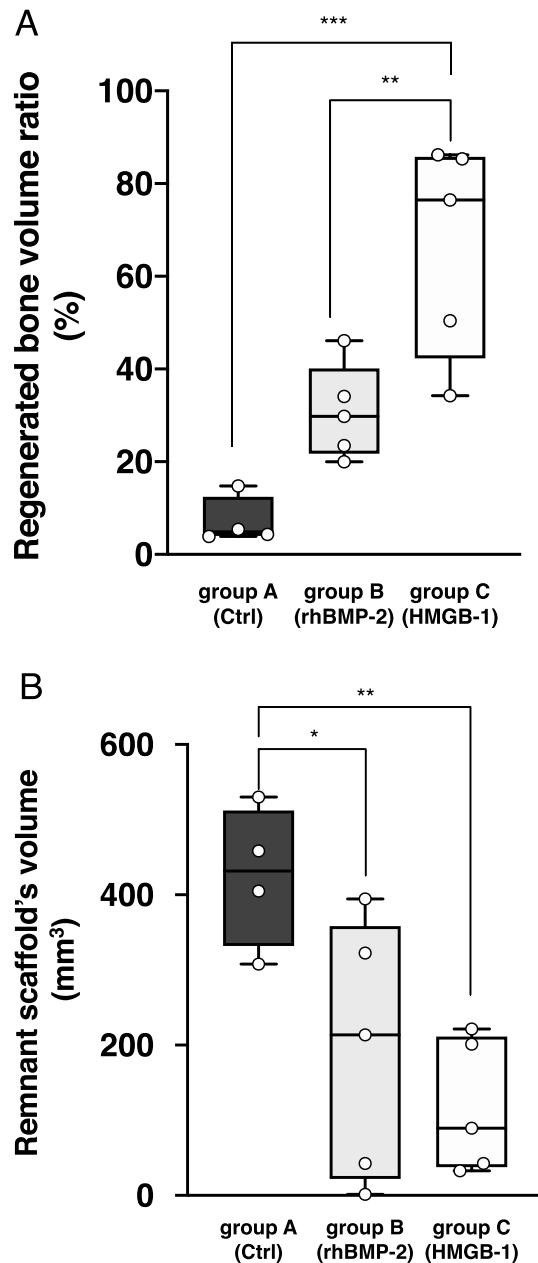 A
***
**
Regenerated bone volume ratio
(%)
100
80
60
40
20
0
group A
(Ctrl)
group B
(rhBMP-2)
group C
(HMGB-1)
B
**
*
Remnant scaffold's volume
(mm³)
600
400
200
0
group A
(Ctrl)
group B
(rhBMP-2)
group C
(HMGB-1)